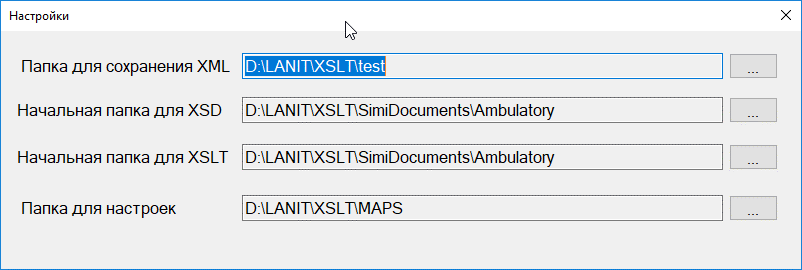 Настройки
Папка для сохранения XML D:\LANIT\XSLT\test ...
Начальная папка для XSD D:\LANIT\XSLT\SimiDocuments\Ambulatory ...
Начальная папка для XSLT D:\LANIT\XSLT\SimiDocuments\Ambulatory ...
Папка для настроек D:\LANIT\XSLT\MAPS ...